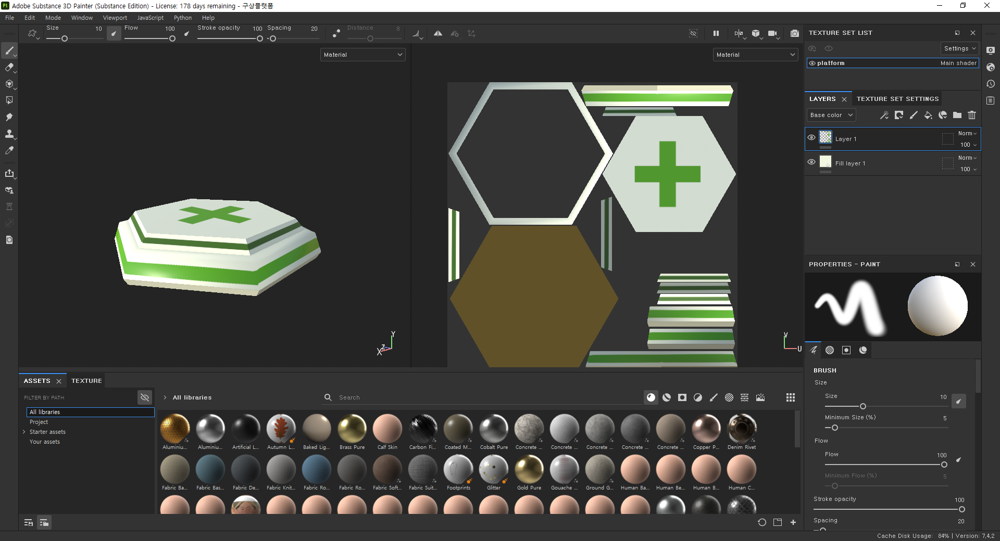 Pt Adobe Substance 3D Painter (Substance Edition) - License: 178 days remaining - 구상플랫폼
File Edit Mode Window Viewport JavaScript Python Help
Size 10 Flow 100 Stroke opacity 100 Spacing 20 Distance 8
Material
Material
Y
Z
X
V
U
TEXTURE SET LIST
Settings
platform Main shader
LAYERS TEXTURE SET SETTINGS
Base color
Layer 1 Norm 100
Fill layer 1 Norm 100
PROPERTIES - PAINT
BRUSH
Size
Size 10
Minimum Size (%) 5
Flow
Flow 100
Minimum Flow (%) 5
Stroke opacity 100
Spacing 20
ASSETS TEXTURE
FILTER BY PATH
All libraries
Project
Starter assets
Your assets
All libraries Search
Aluminiu... Aluminiu... Artificial L... Autumn L... Baked Lig... Brass Pure Calf Skin Carbon Fi... Coated M... Cobalt Pure Concrete ... Concrete ... Concrete ... Concrete ... Concrete ... Copper P... Denim Rivet
Fabric Ba... Fabric Bas... Fabric De... Fabric Knit... Fabric Ro... Fabric Ro... Fabric Soft... Fabric Suit... Footprints Glitter Gold Pure Gouache ... Ground G... Human Ba... Human Be... Human B... Human C...
Cache Disk Usage: 84% | Version: 7.4.2